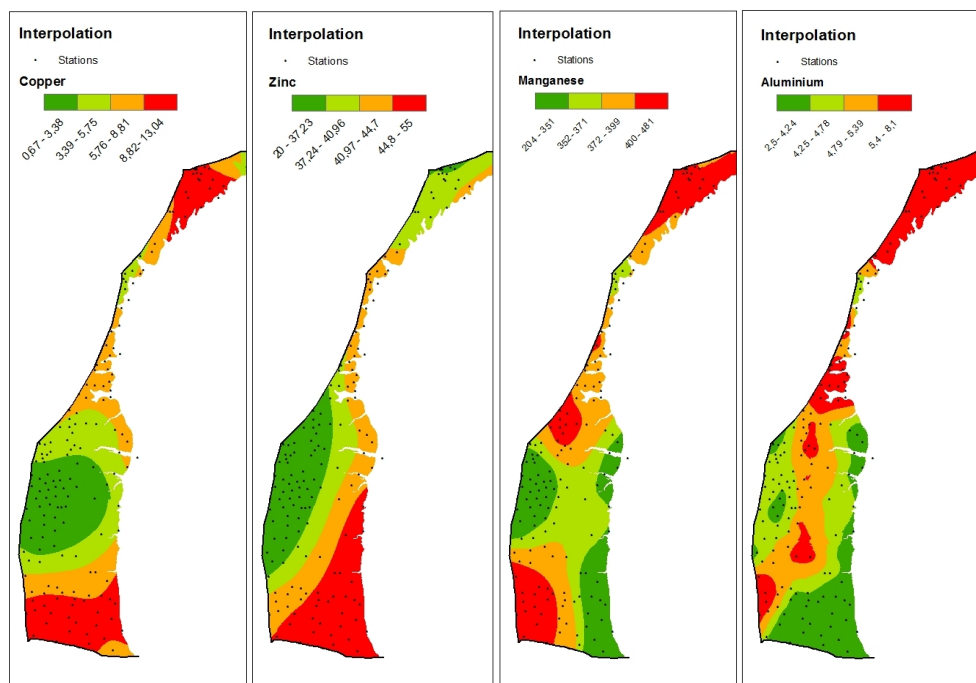 Interpolation
Stations
Copper
0,67 - 3,38
3,39 - 5,75
5,76 - 8,81
8,82- 13,04
Interpolation
Stations
Zinc
20 - 37,23
37,24 - 40,96
40,97 - 44,7
44,8 - 55
Interpolation
Stations
Manganese
204 - 351
352 - 371
372 - 399
400 - 481
Interpolation
Stations
Aluminium
2,5 - 4,24
4,25 - 4,78
4,79 - 5,39
5,4 - 8,1